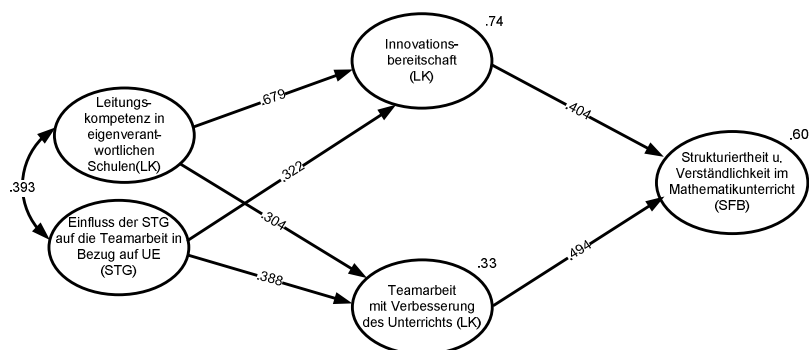 .74
Innovations-
bereitschaft
(LK)
.679
.404
Leitungs-
kompetenz in
eigenverant-
wortlichen
Schulen(LK)
.60
Strukturiertheit u.
Verständlichkeit im
Mathematikunterricht
(SFB)
.322
.393
.304
Einfluss der STG
auf die Teamarbeit in
Bezug auf UE
(STG)
.494
.388
.33
Teamarbeit
mit Verbesserung
des Unterrichts (LK)